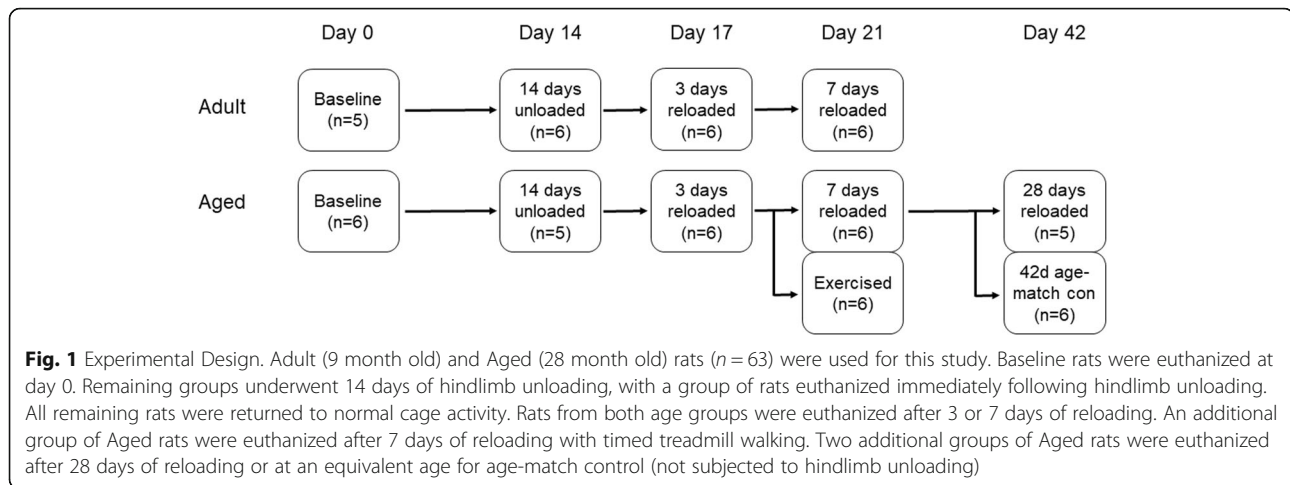 Day 0 Day 14 Day 17 Day 21 Day 42
Adult
Baseline
(n=5)
14 days
unloaded
(n=6)
3 days
reloaded
(n=6)
7 days
reloaded
(n=6)
Aged
Baseline
(n=6)
14 days
unloaded
(n=5)
3 days
reloaded
(n=6)
7 days
reloaded
(n=6)
28 days
reloaded
(n=5)
Exercised
(n=6)
42d age-
match con
(n=6)
Fig. 1 Experimental Design. Adult (9 month old) and Aged (28 month old) rats (n = 63) were used for this study. Baseline rats were euthanized at
day 0. Remaining groups underwent 14 days of hindlimb unloading, with a group of rats euthanized immediately following hindlimb unloading.
All remaining rats were returned to normal cage activity. Rats from both age groups were euthanized after 3 or 7 days of reloading. An additional
group of Aged rats were euthanized after 7 days of reloading with timed treadmill walking. Two additional groups of Aged rats were euthanized
after 28 days of reloading or at an equivalent age for age-match control (not subjected to hindlimb unloading)